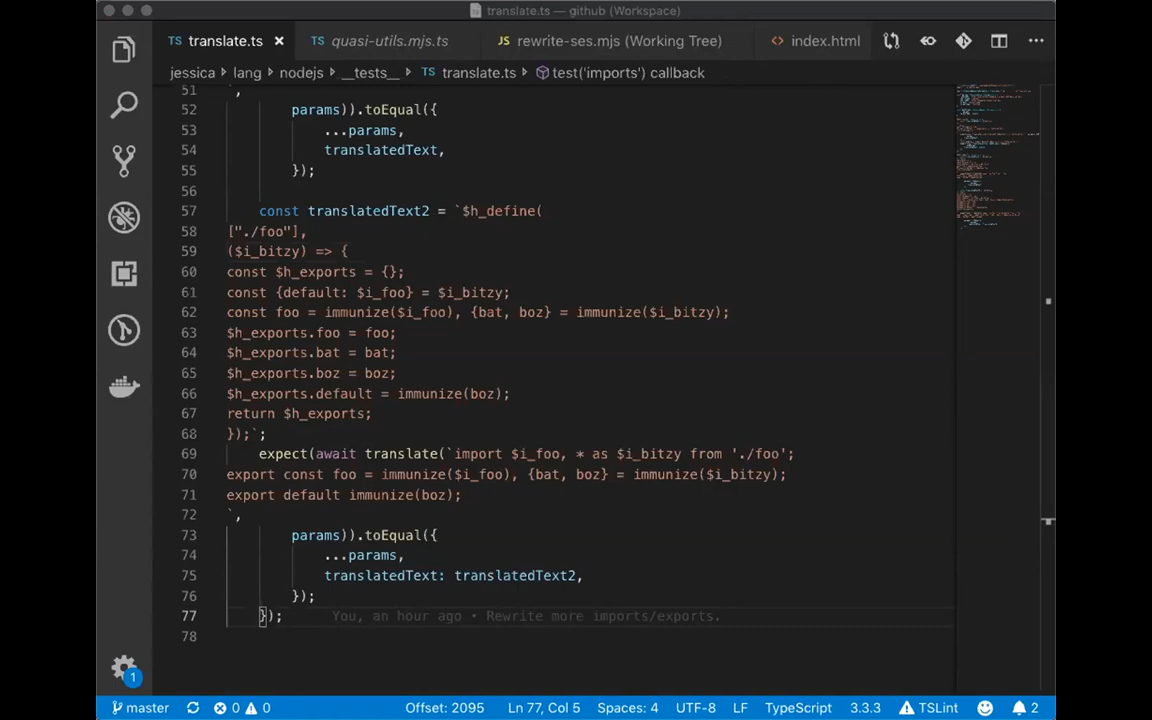 translate.ts — github (Workspace)
TS translate.ts × TS quasi-utils.mjs.ts JS rewrite-ses.mjs (Working Tree) <> index.html
jessica › lang › nodejs › __tests__ › TS translate.ts › test('imports') callback
51 `,
52 params)).toEqual({
53 ...params,
54 translatedText,
55 });
56
57 const translatedText2 = `$h_define(
58 ["./foo"],
59 ($i_bitzy) => {
60 const $h_exports = {};
61 const {default: $i_foo} = $i_bitzy;
62 const foo = immunize($i_foo), {bat, boz} = immunize($i_bitzy);
63 $h_exports.foo = foo;
64 $h_exports.bat = bat;
65 $h_exports.boz = boz;
66 $h_exports.default = immunize(boz);
67 return $h_exports;
68 });`;
69 expect(await translate(`import $i_foo, * as $i_bitzy from './foo';
70 export const foo = immunize($i_foo), {bat, boz} = immunize($i_bitzy);
71 export default immunize(boz);
72 `,
73 params)).toEqual({
74 ...params,
75 translatedText: translatedText2,
76 });
77 }); You, an hour ago • Rewrite more imports/exports.
78
1
master 0 0 Offset: 2095 Ln 77, Col 5 Spaces: 4 UTF-8 LF TypeScript 3.3.3 TSLint 2